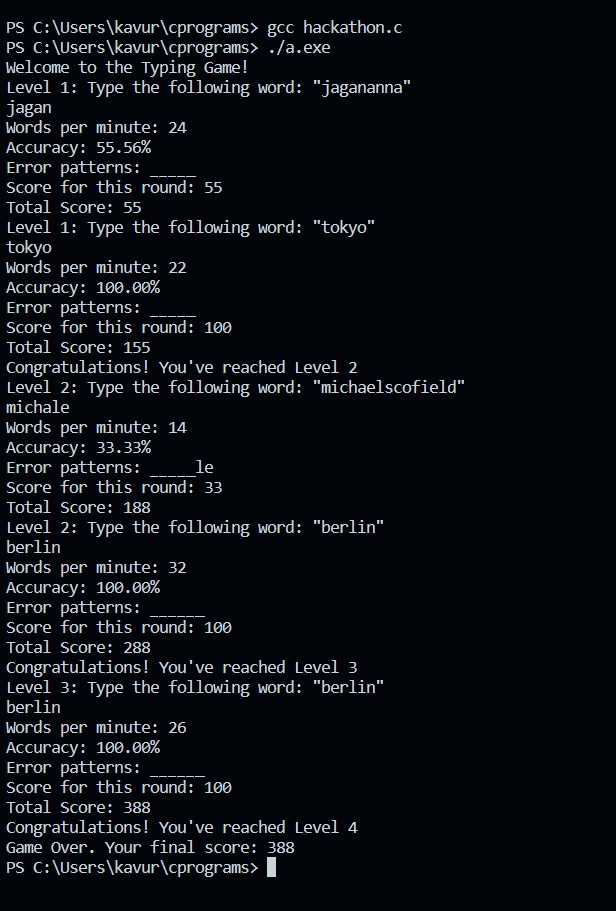 PS C:\Users\kavur\cprograms> gcc hackathon.c
PS C:\Users\kavur\cprograms> ./a.exe
Welcome to the Typing Game!
Level 1: Type the following word: "jagananna"
jagan
Words per minute: 24
Accuracy: 55.56%
Error patterns: _____
Score for this round: 55
Total Score: 55
Level 1: Type the following word: "tokyo"
tokyo
Words per minute: 22
Accuracy: 100.00%
Error patterns: _____
Score for this round: 100
Total Score: 155
Congratulations! You've reached Level 2
Level 2: Type the following word: "michaelscofield"
michale
Words per minute: 14
Accuracy: 33.33%
Error patterns: _____le
Score for this round: 33
Total Score: 188
Level 2: Type the following word: "berlin"
berlin
Words per minute: 32
Accuracy: 100.00%
Error patterns: ______
Score for this round: 100
Total Score: 288
Congratulations! You've reached Level 3
Level 3: Type the following word: "berlin"
berlin
Words per minute: 26
Accuracy: 100.00%
Error patterns: ______
Score for this round: 100
Total Score: 388
Congratulations! You've reached Level 4
Game Over. Your final score: 388
PS C:\Users\kavur\cprograms>